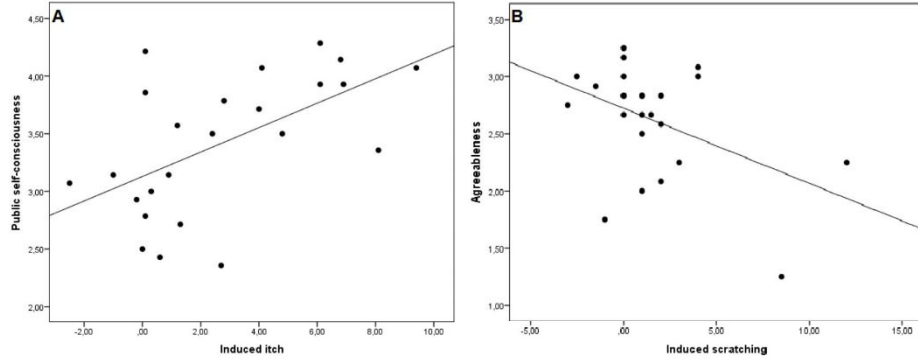 A
4,50
4,00
3,50
3,00
2,50
2,00
Public self-consciousness
-2,00 ,00 2,00 4,00 6,00 8,00 10,00
Induced itch
B
3,50
3,00
2,50
2,00
1,50
1,00
Agreeableness
-5,00 ,00 5,00 10,00 15,00
Induced scratching